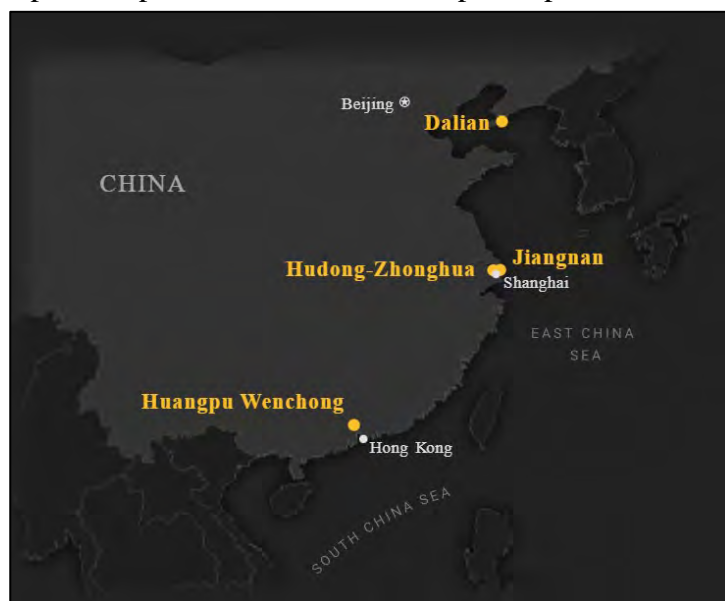 Beijing
Dalian
CHINA
Jiangnan
Hudong-Zhonghua
Shanghai
EAST CHINA
SEA
Huangpu Wenchong
Hong Kong
SOUTH CHINA SEA